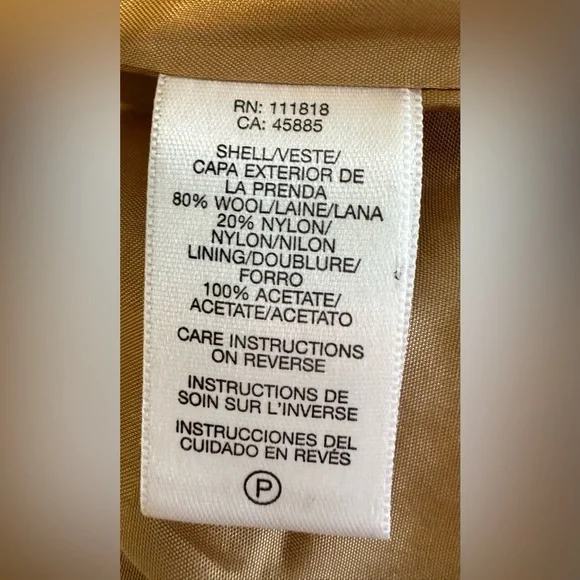 RN: 111818
CA: 45885
SHELL/VESTE/
CAPA EXTERIOR DE
LA PRENDA
80% WOOL/LAINE/LANA
20% NYLON/
NYLON/NILON
LINING/DOUBLURE/
FORRO
100% ACETATE/
ACETATE/ACETATO
CARE INSTRUCTIONS
ON REVERSE
INSTRUCTIONS DE
SOIN SUR L'INVERSE
INSTRUCCIONES DEL
CUIDADO EN REVÉS
P